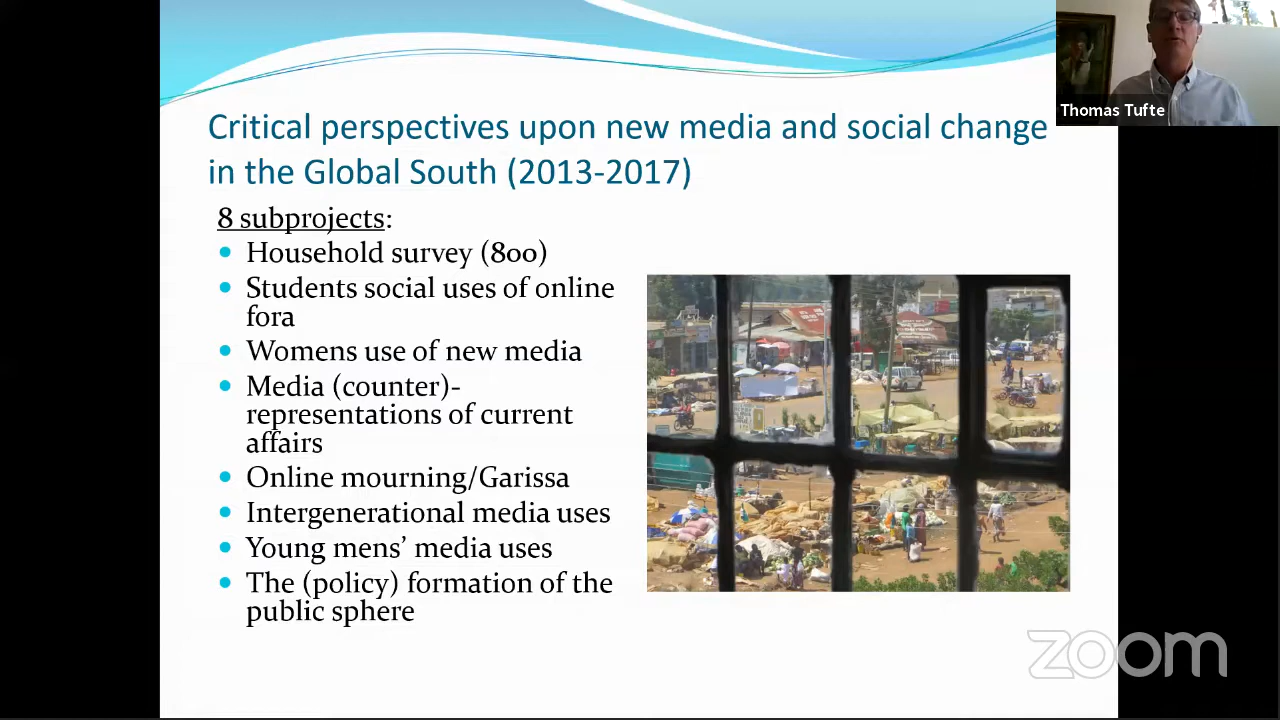 Thomas Tufte
Critical perspectives upon new media and social change
in the Global South (2013-2017)
8 subprojects:
Household survey (800)
Students social uses of online
fora
Womens use of new media
Media (counter)-
representations of current
affairs
Online mourning/Garissa
Intergenerational media uses
Young mens’ media uses
The (policy) formation of the
public sphere
zoom